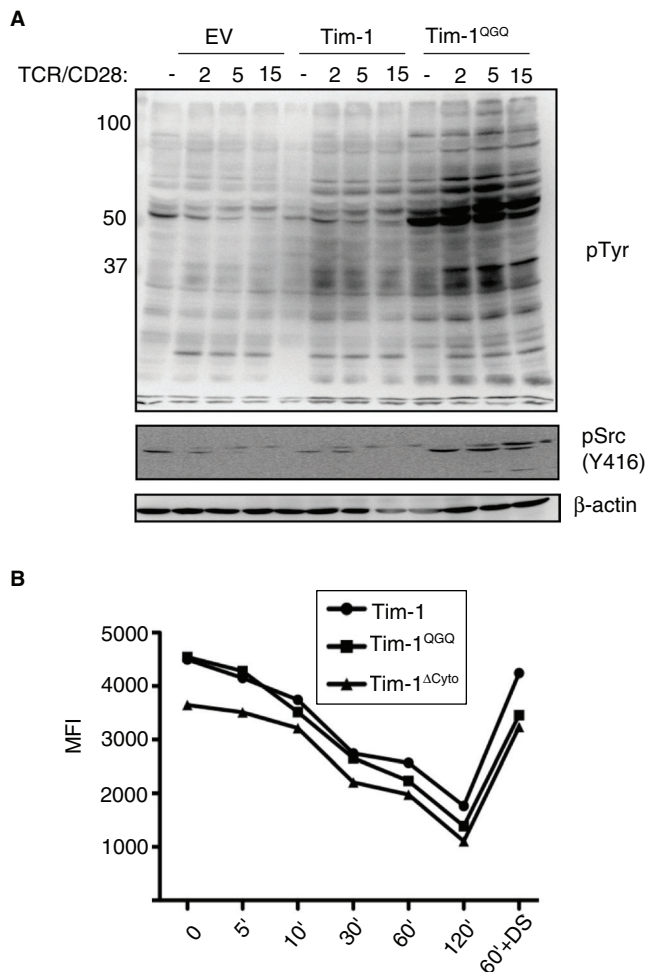 A
EV Tim-1 Tim-1QGQ
TCR/CD28: - 2 5 15 - 2 5 15 - 2 5 15
100
50
37
pTyr
pSrc
(Y416)
β-actin
B
Tim-1
Tim-1QGQ
Tim-1ΔCyto
5000
4000
3000
2000
1000
MFI
0 5' 10' 30' 60' 120' 60'+DS